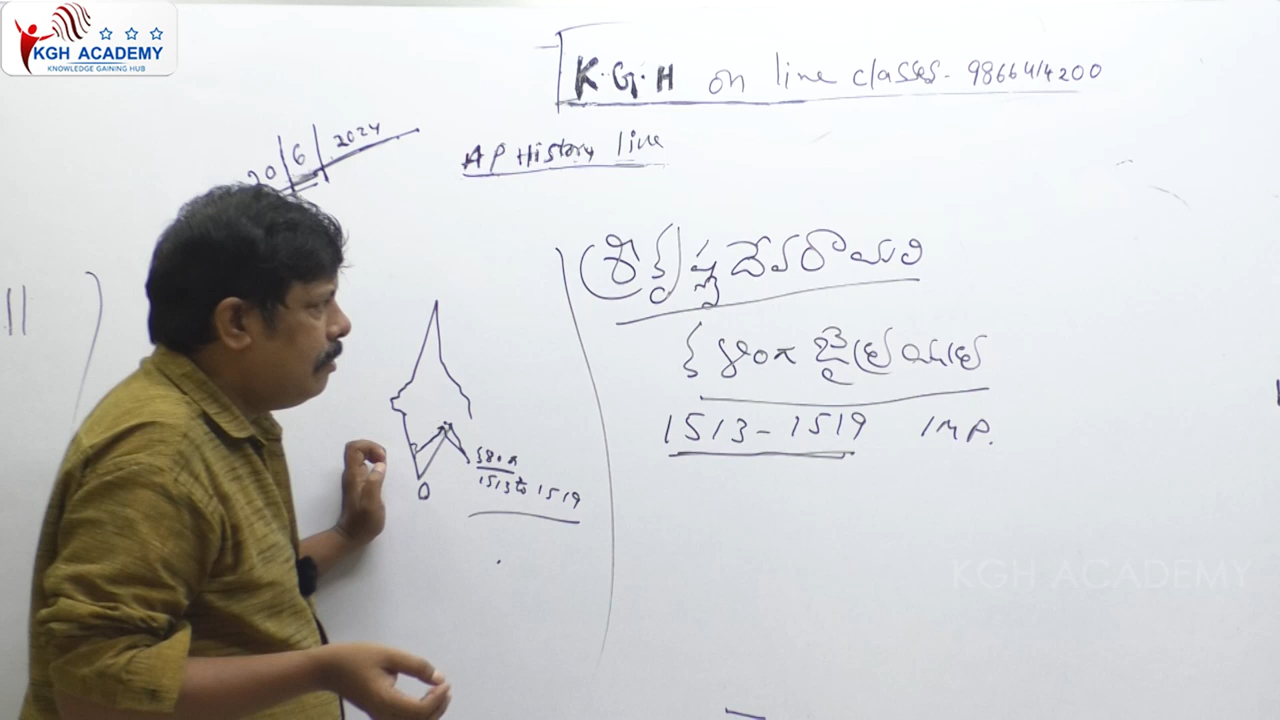 KGH ACADEMY
KNOWLEDGE GAINING HUB
K.G.H on line classes - 9866414200
20/6/2024
AP History line
శ్రీకృష్ణదేవరాయల
కళింగ జైత్రయాత్ర
1513 - 1519 IMP.
కళింగ
1513 to 1519
KGH ACADEMY